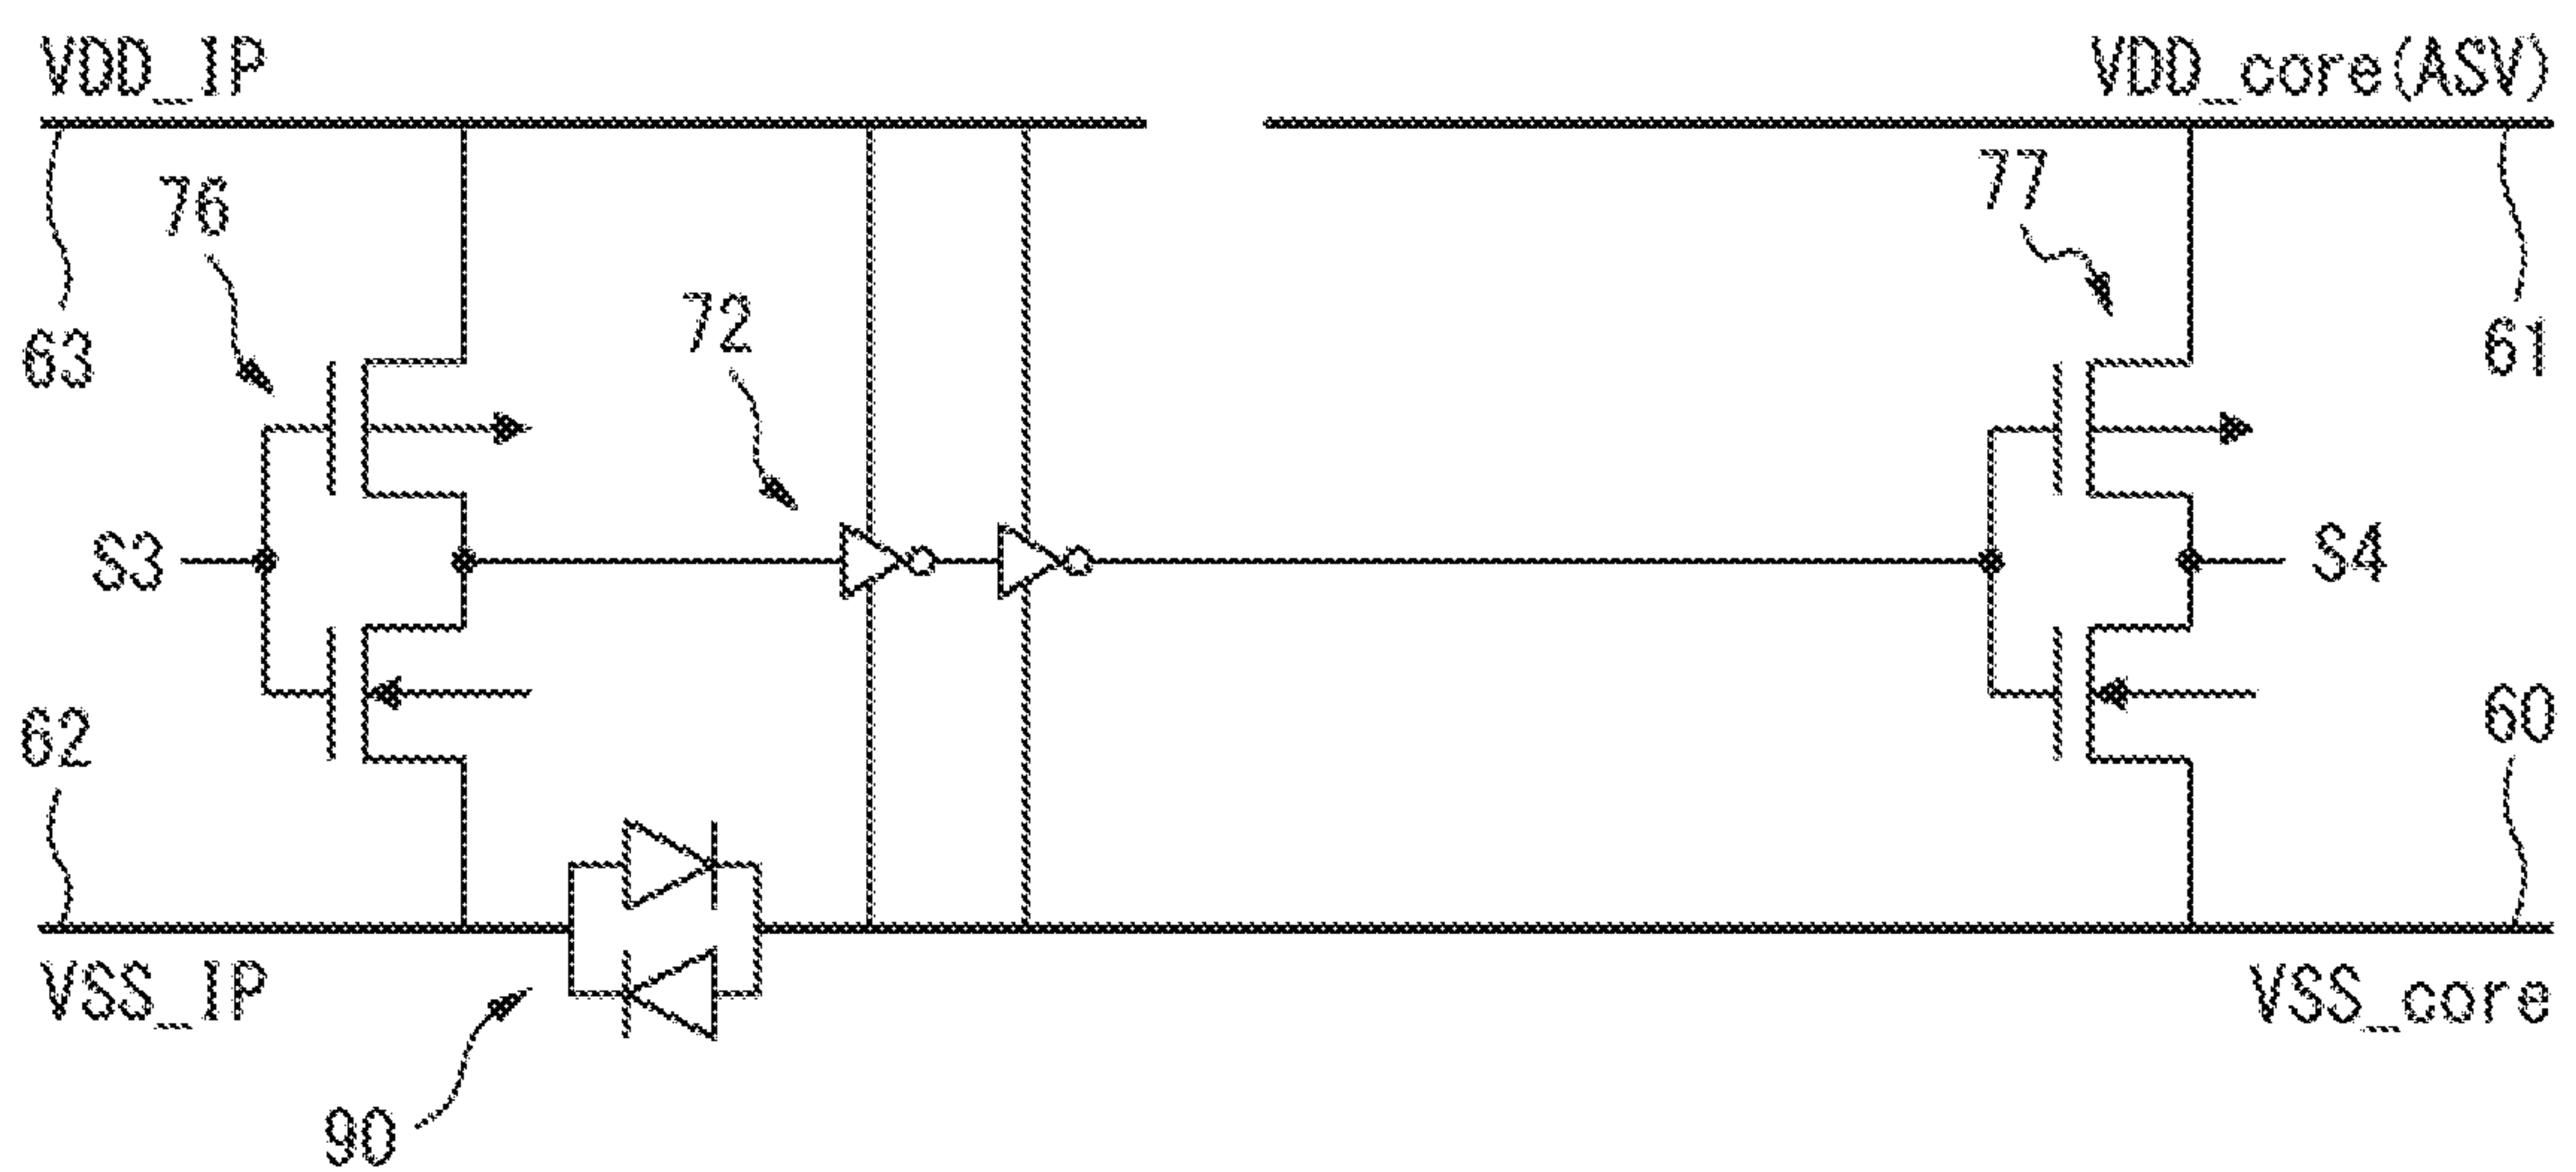 VDD_IP VDD_core(ASV)
76 77
72
63 61
S3 S4
62 60
VSS_IP VSS_core
90